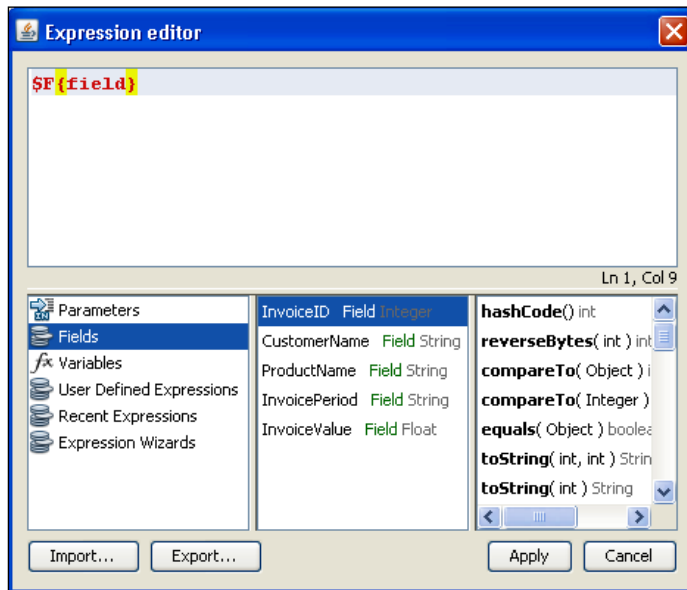 Expression editor
$F{field}
Ln 1, Col 9
Parameters
Fields
fx Variables
User Defined Expressions
Recent Expressions
Expression Wizards
InvoiceID Field Integer
CustomerName Field String
ProductName Field String
InvoicePeriod Field String
InvoiceValue Field Float
hashCode() int
reverseBytes( int ) int
compareTo( Object ) i
compareTo( Integer )
equals( Object ) boolea
toString( int, int ) Strin
toString( int ) String
Import...
Export...
Apply
Cancel